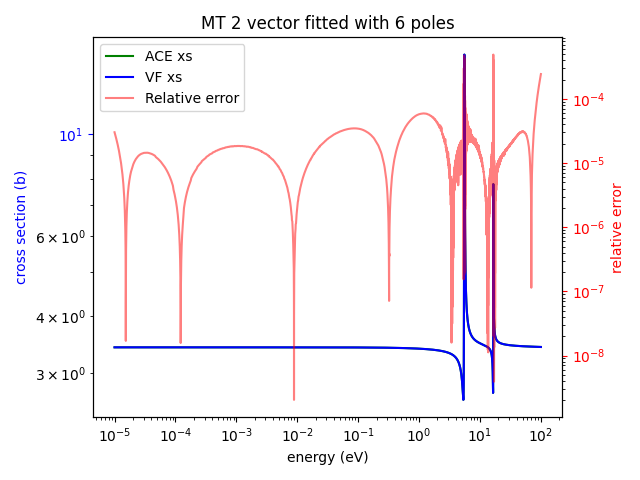 MT 2 vector fitted with 6 poles
ACE xs
VF xs
Relative error
cross section (b)
10¹
6 × 10⁰
4 × 10⁰
3 × 10⁰
10⁻⁴
10⁻⁵
10⁻⁶
10⁻⁷
10⁻⁸
relative error
10⁻⁵ 10⁻⁴ 10⁻³ 10⁻² 10⁻¹ 10⁰ 10¹ 10²
energy (eV)